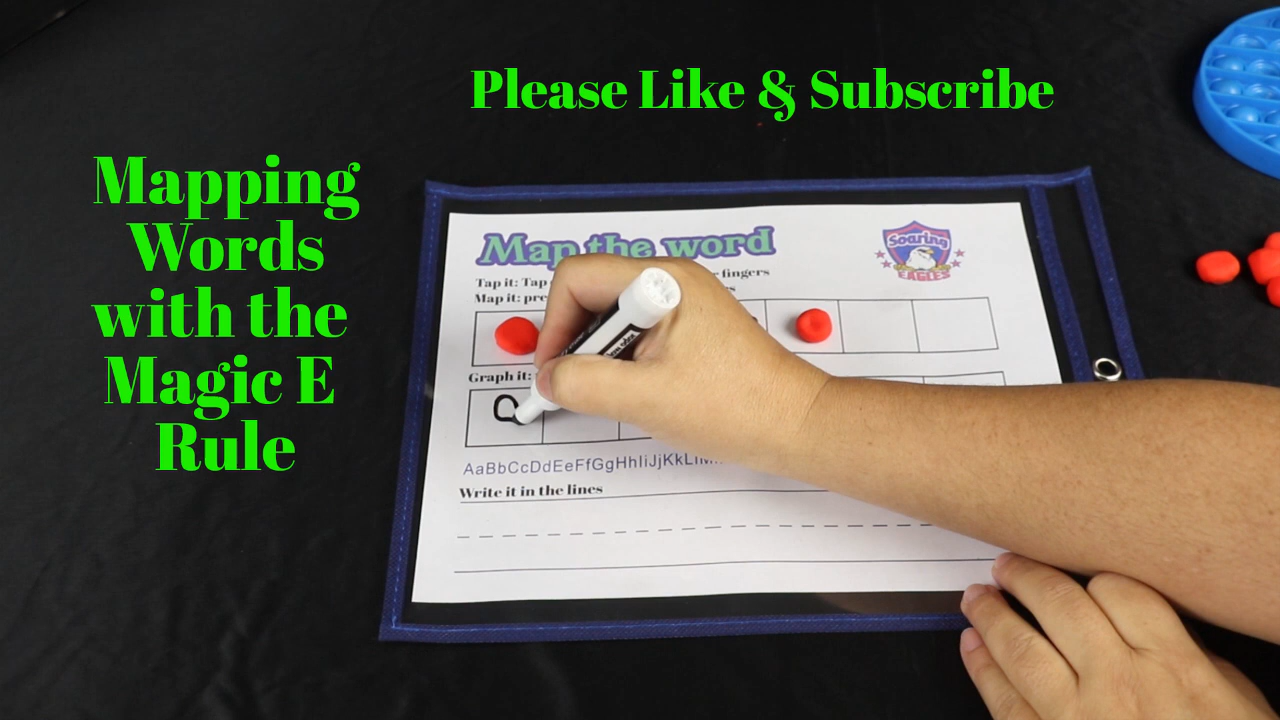 Please Like & Subscribe
Mapping
Words
with the
Magic E
Rule
Map the word
Soaring
EAGLES
Tap it: Tap fingers
Map it:
Graph it:
a
AaBbCcDdEeFfGgHhIiJjKkLl
Write it in the lines